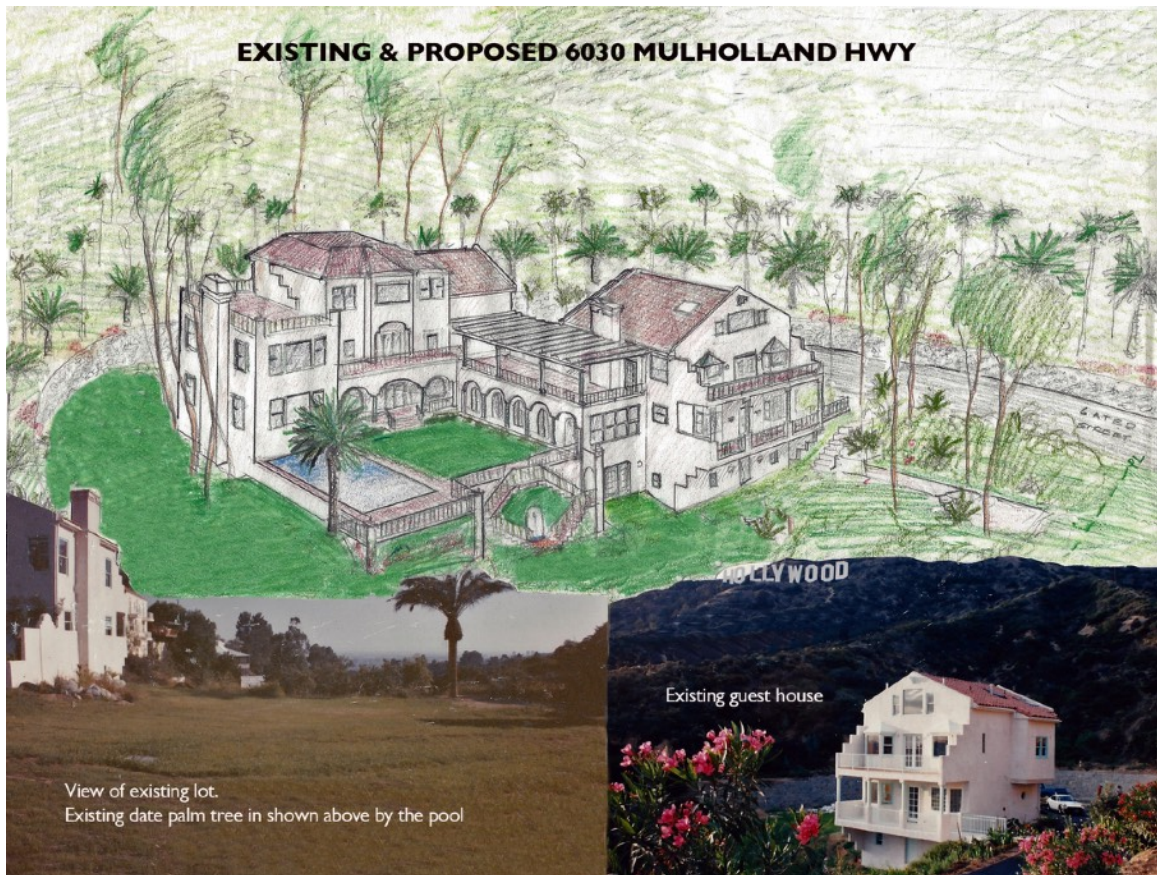 EXISTING & PROPOSED 6030 MULHOLLAND HWY
GATED
STREET
HOLLYWOOD
Existing guest house
View of existing lot.
Existing date palm tree in shown above by the pool